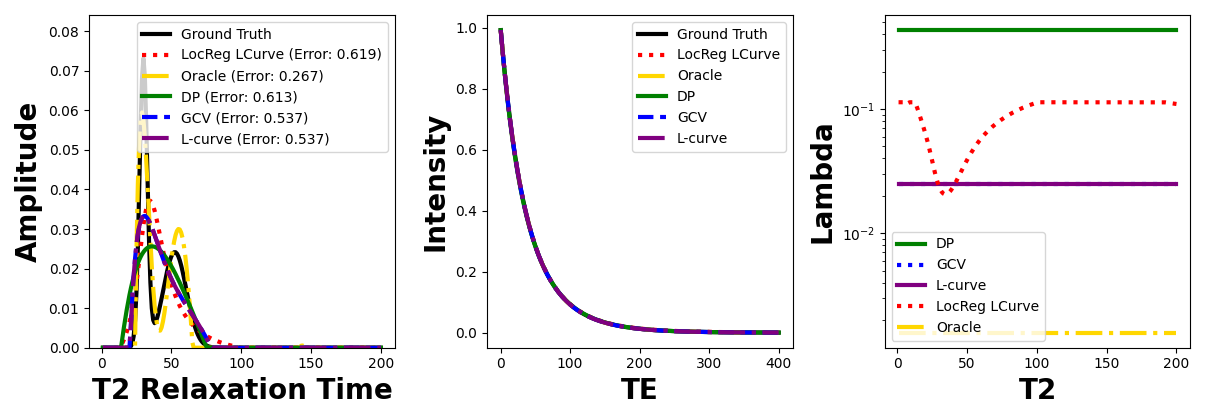 Amplitude
0.08
0.07
0.06
0.05
0.04
0.03
0.02
0.01
0.00
0
50
100
150
200
T2 Relaxation Time
Ground Truth
LocReg LCurve (Error: 0.619)
Oracle (Error: 0.267)
DP (Error: 0.613)
GCV (Error: 0.537)
L-curve (Error: 0.537)
Intensity
1.0
0.8
0.6
0.4
0.2
0.0
0
100
200
300
400
TE
Ground Truth
LocReg LCurve
Oracle
DP
GCV
L-curve
Lambda
10⁻¹
10⁻²
0
50
100
150
200
T2
DP
GCV
L-curve
LocReg LCurve
Oracle